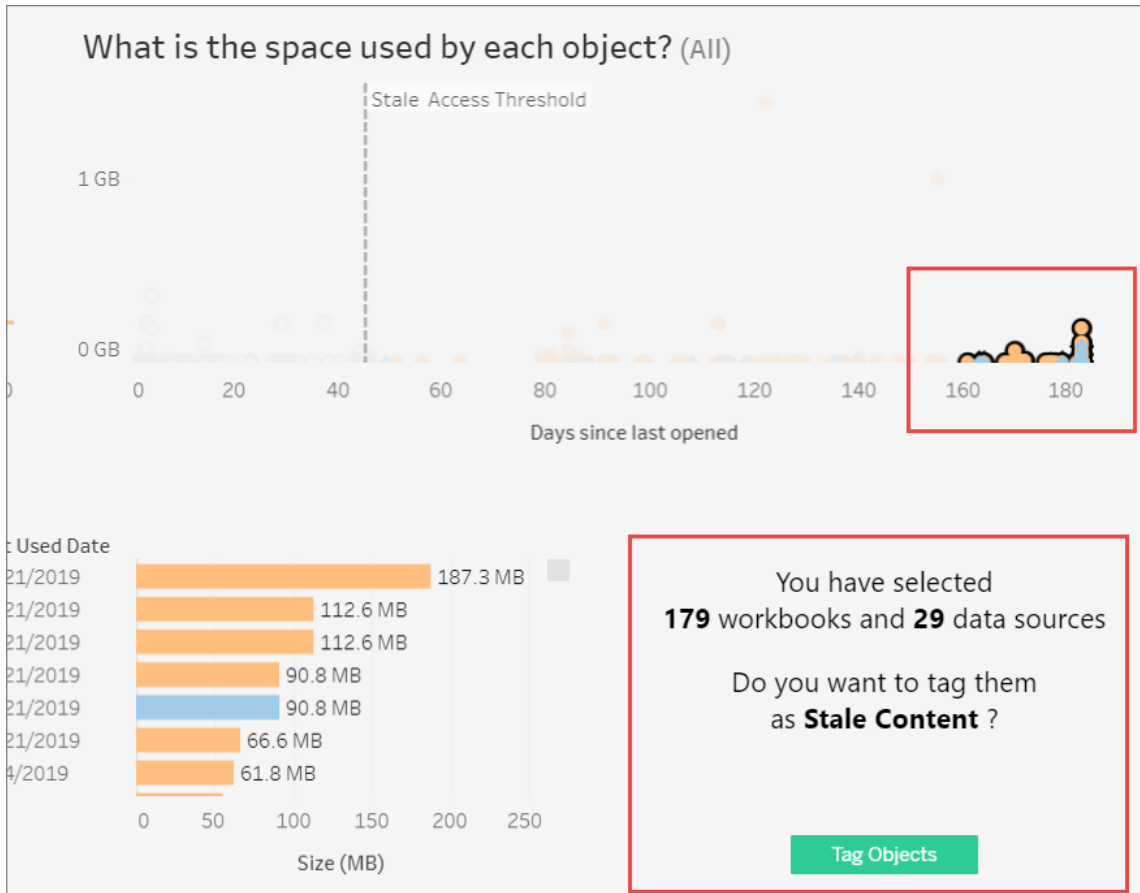 What is the space used by each object? (All)
Stale Access Threshold
1 GB
0 GB
0 20 40 60 80 100 120 140 160 180
Days since last opened
t Used Date
21/2019 187.3 MB
21/2019 112.6 MB
21/2019 112.6 MB
21/2019 90.8 MB
21/2019 90.8 MB
21/2019 66.6 MB
4/2019 61.8 MB
0 50 100 150 200 250
Size (MB)
You have selected
179 workbooks and 29 data sources
Do you want to tag them
as Stale Content ?
Tag Objects